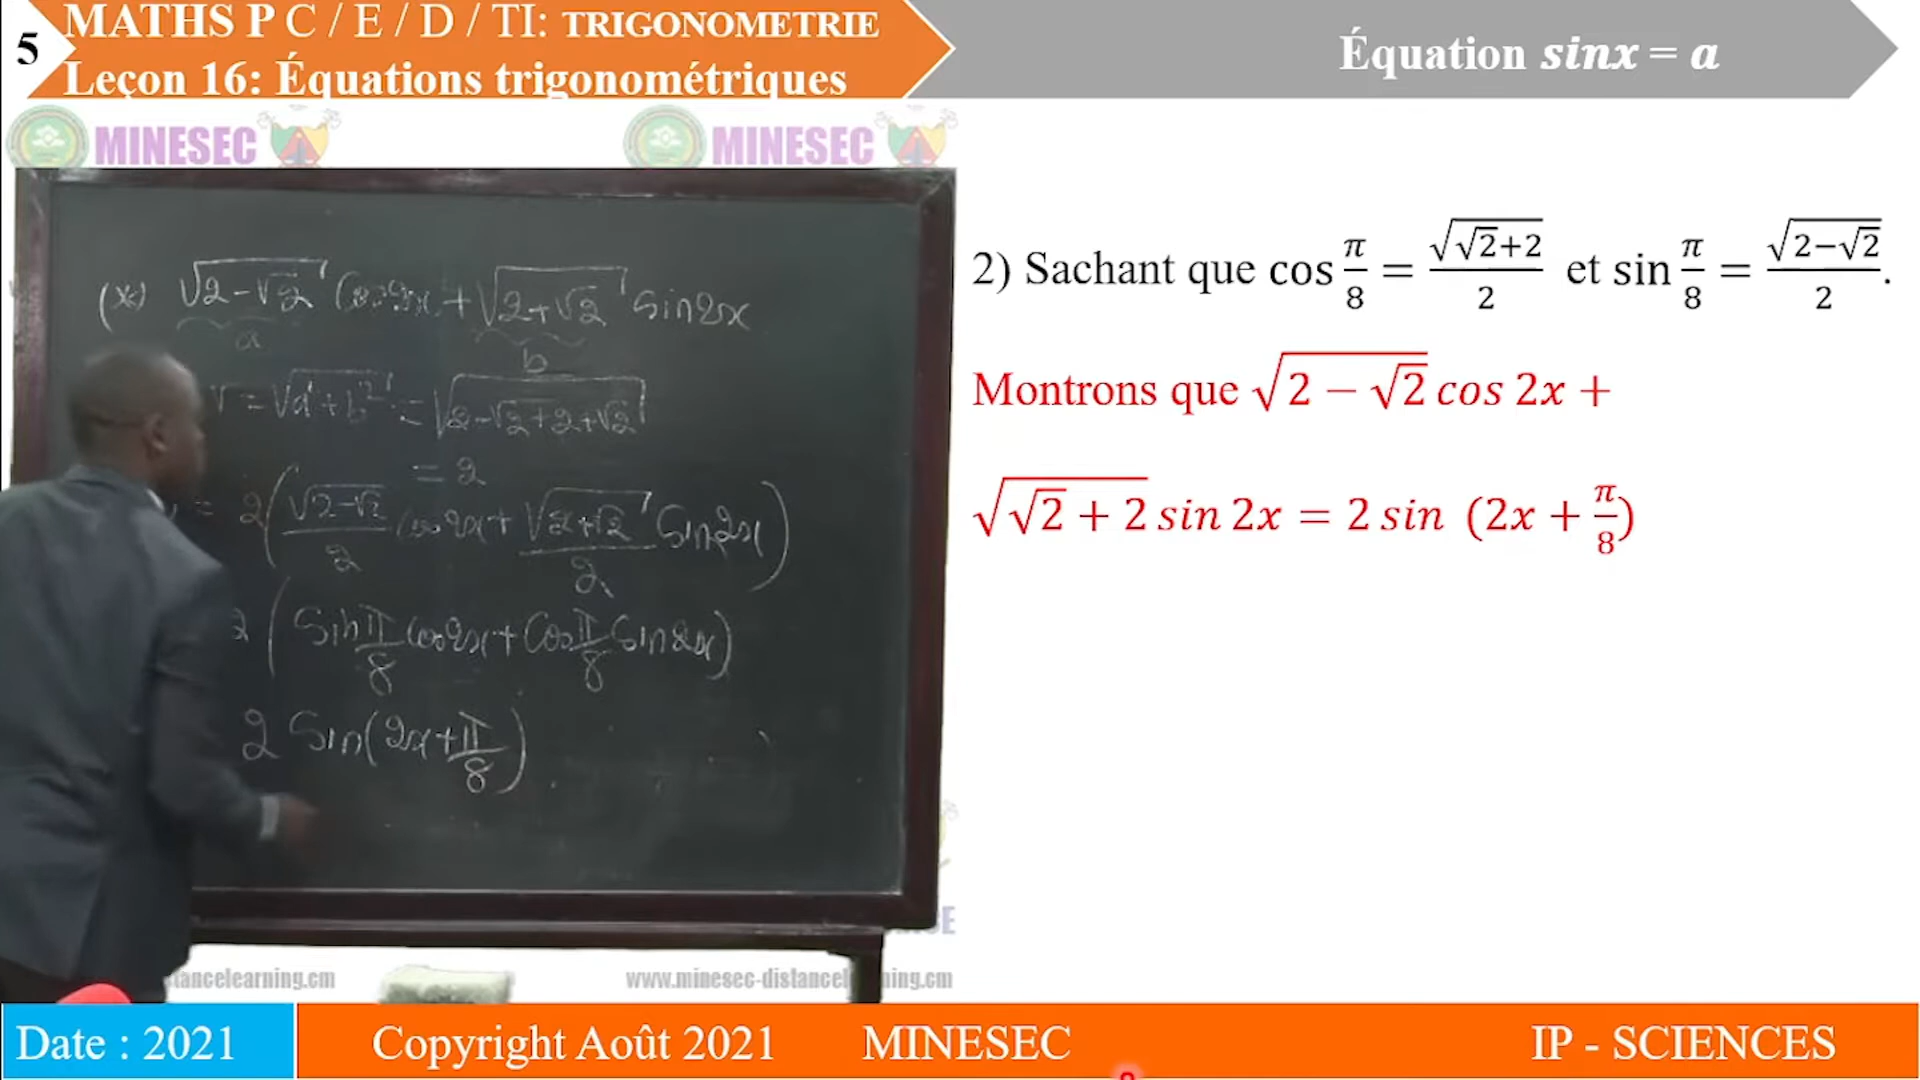 5
MATHS P C / E / D / TI: TRIGONOMETRIE
Leçon 16: Équations trigonométriques
Équation sinx = a
MINESEC
MINESEC
(x) √(2-√2) cos2x + √(2+√2) sin2x
a
b
r = √(a²+b²) = √(2-√2+2+√2)
= 2
= 2(√(2-√2)/2 cos2x + √(2+√2)/2 sin2x)
2(sin π/8 cos2x + cos π/8 sin2x)
2 sin(2x+π/8)
2) Sachant que cos π/8 = √(√2+2)/2 et sin π/8 = √(2−√2)/2.
Montrons que √(2 − √2) cos 2x +
√(√2 + 2) sin 2x = 2 sin (2x + π/8)
tancelearning.cm
www.minesec-distancel ning.cm
Date : 2021
Copyright Août 2021
MINESEC
IP - SCIENCES